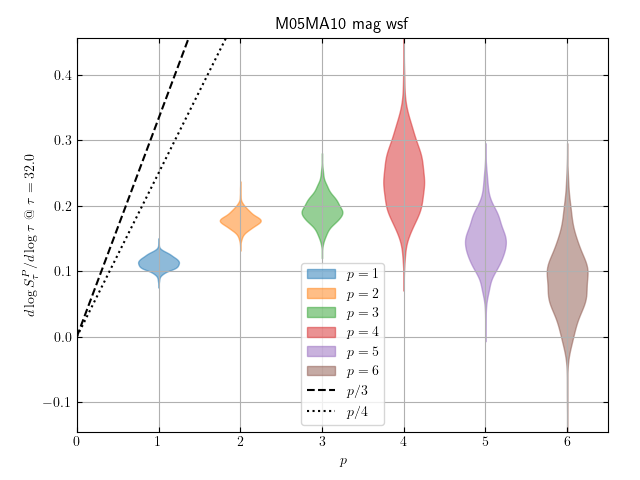 M05MA10 mag wsf
d log S_τ^p / d log τ @ τ = 32.0
0.4
0.3
0.2
0.1
0.0
−0.1
p = 1
p = 2
p = 3
p = 4
p = 5
p = 6
p/3
p/4
0 1 2 3 4 5 6
p